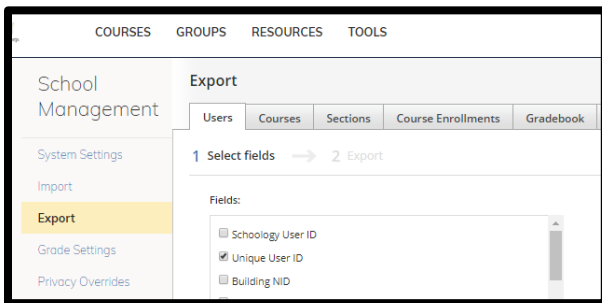 COURSES GROUPS RESOURCES TOOLS
School
Management
System Settings
Import
Export
Grade Settings
Privacy Overrides
Export
Users Courses Sections Course Enrollments Gradebook
1 Select fields 2 Export
Fields:
Schoology User ID
Unique User ID
Building NID